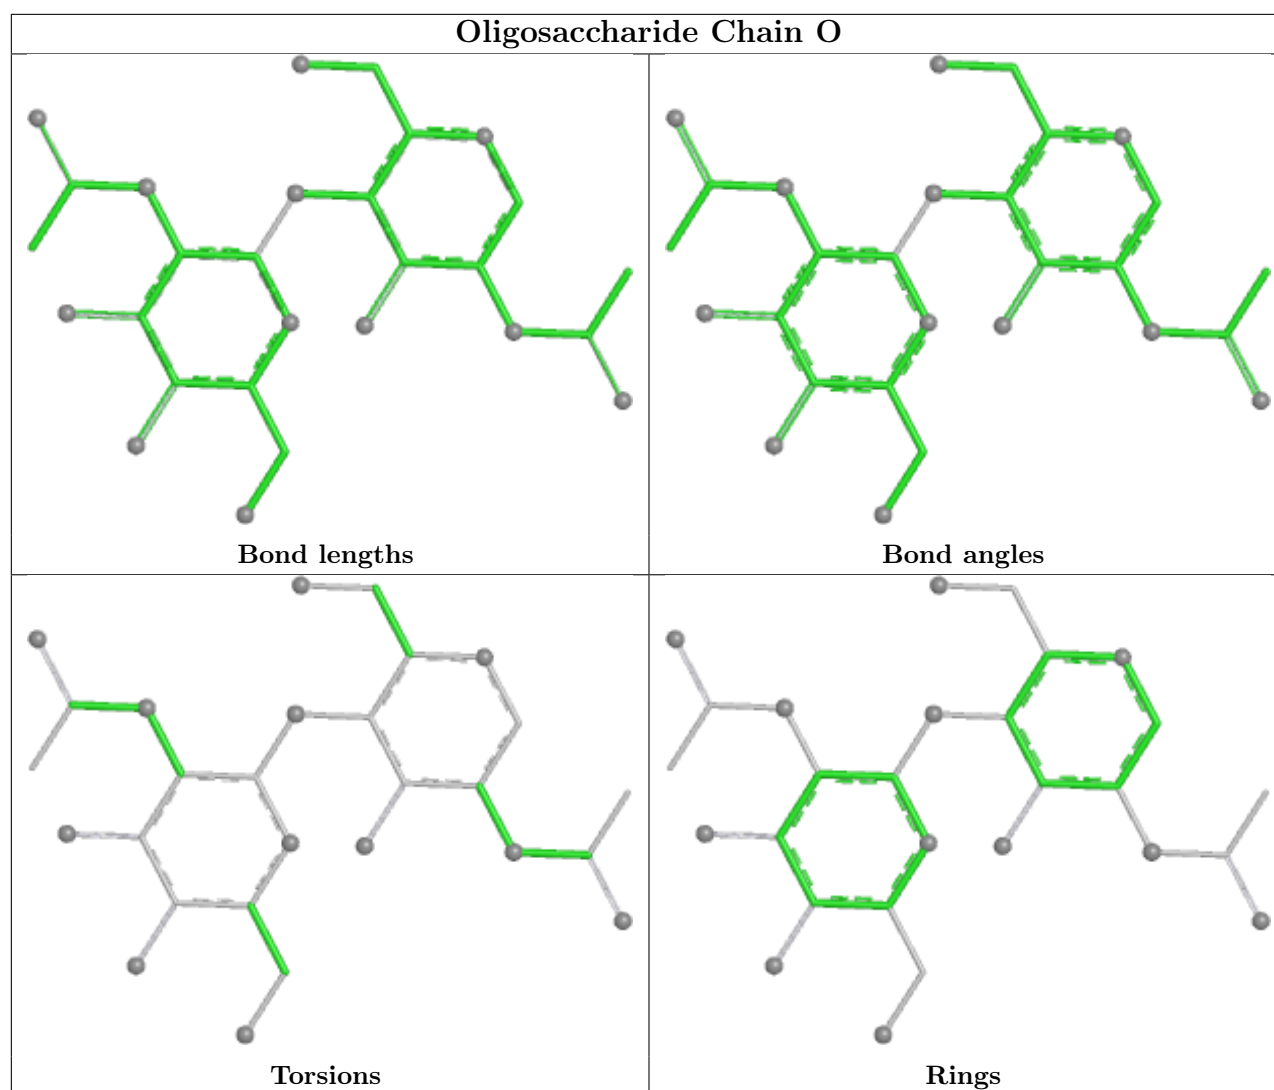 Oligosaccharide Chain O
Bond lengths
Bond angles
Torsions
Rings